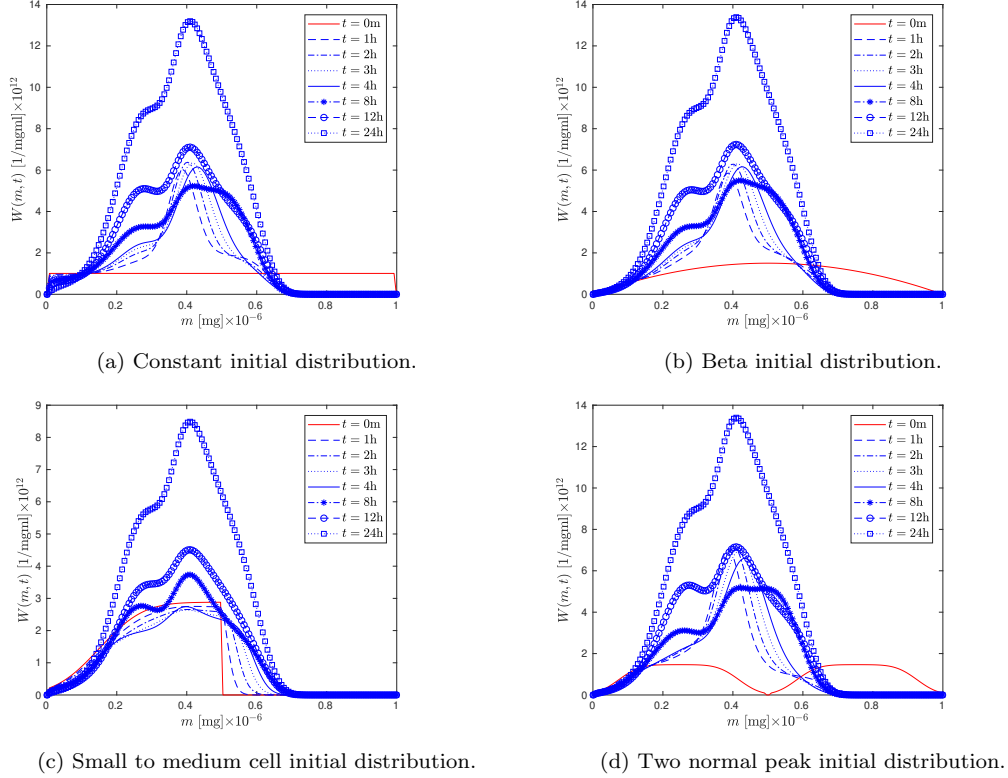 14
12
10
8
6
4
2
0
W(m, t) [1/mgml]×10^12
0
0.2
0.4
0.6
0.8
1
m [mg]×10^-6
t = 0m
t = 1h
t = 2h
t = 3h
t = 4h
t = 8h
t = 12h
t = 24h
(a) Constant initial distribution.
14
12
10
8
6
4
2
0
W(m, t) [1/mgml]×10^12
0
0.2
0.4
0.6
0.8
1
m [mg]×10^-6
t = 0m
t = 1h
t = 2h
t = 3h
t = 4h
t = 8h
t = 12h
t = 24h
(b) Beta initial distribution.
9
8
7
6
5
4
3
2
1
0
W(m, t) [1/mgml]×10^12
0
0.2
0.4
0.6
0.8
1
m [mg]×10^-6
t = 0m
t = 1h
t = 2h
t = 3h
t = 4h
t = 8h
t = 12h
t = 24h
(c) Small to medium cell initial distribution.
14
12
10
8
6
4
2
0
W(m, t) [1/mgml]×10^12
0
0.2
0.4
0.6
0.8
1
m [mg]×10^-6
t = 0m
t = 1h
t = 2h
t = 3h
t = 4h
t = 8h
t = 12h
t = 24h
(d) Two normal peak initial distribution.